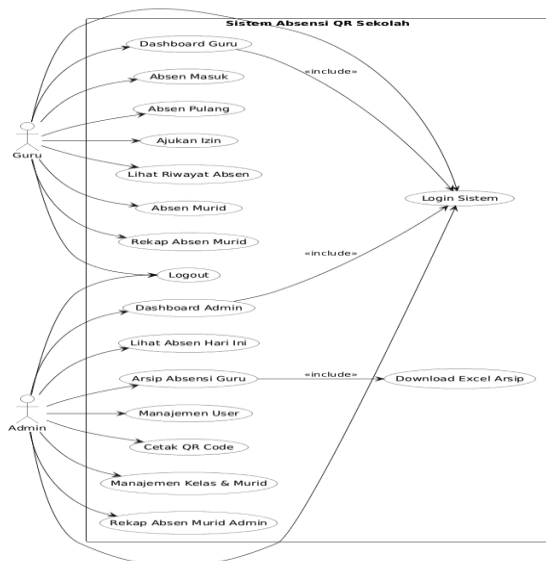 Sistem Absensi QR Sekolah
Dashboard Guru
«include»
Absen Masuk
Absen Pulang
Guru
Ajukan Izin
Lihat Riwayat Absen
Login Sistem
Absen Murid
Rekap Absen Murid
«include»
Logout
Dashboard Admin
Lihat Absen Hari Ini
«include»
Arsip Absensi Guru
Download Excel Arsip
Manajemen User
Admin
Cetak QR Code
Manajemen Kelas & Murid
Rekap Absen Murid Admin